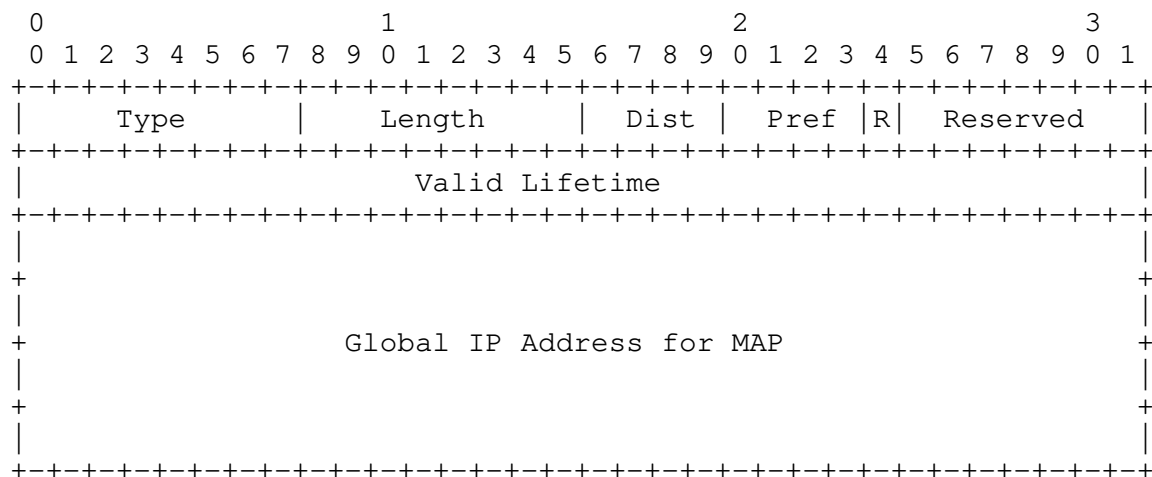 0                   1                   2                   3
 0 1 2 3 4 5 6 7 8 9 0 1 2 3 4 5 6 7 8 9 0 1 2 3 4 5 6 7 8 9 0 1
+-+-+-+-+-+-+-+-+-+-+-+-+-+-+-+-+-+-+-+-+-+-+-+-+-+-+-+-+-+-+-+-+
|     Type      |    Length     |  Dist |  Pref |R|  Reserved   |
+-+-+-+-+-+-+-+-+-+-+-+-+-+-+-+-+-+-+-+-+-+-+-+-+-+-+-+-+-+-+-+-+
|                      Valid Lifetime                           |
+-+-+-+-+-+-+-+-+-+-+-+-+-+-+-+-+-+-+-+-+-+-+-+-+-+-+-+-+-+-+-+-+
|                                                               |
+                                                               +
|                                                               |
+                  Global IP Address for MAP                    +
|                                                               |
+                                                               +
|                                                               |
+-+-+-+-+-+-+-+-+-+-+-+-+-+-+-+-+-+-+-+-+-+-+-+-+-+-+-+-+-+-+-+-+